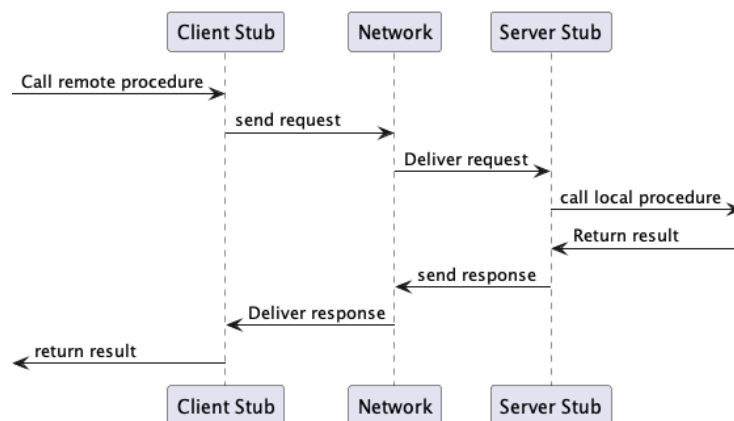 Client Stub Network Server Stub
Call remote procedure
send request
Deliver request
call local procedure
Return result
send response
Deliver response
return result
Client Stub Network Server Stub